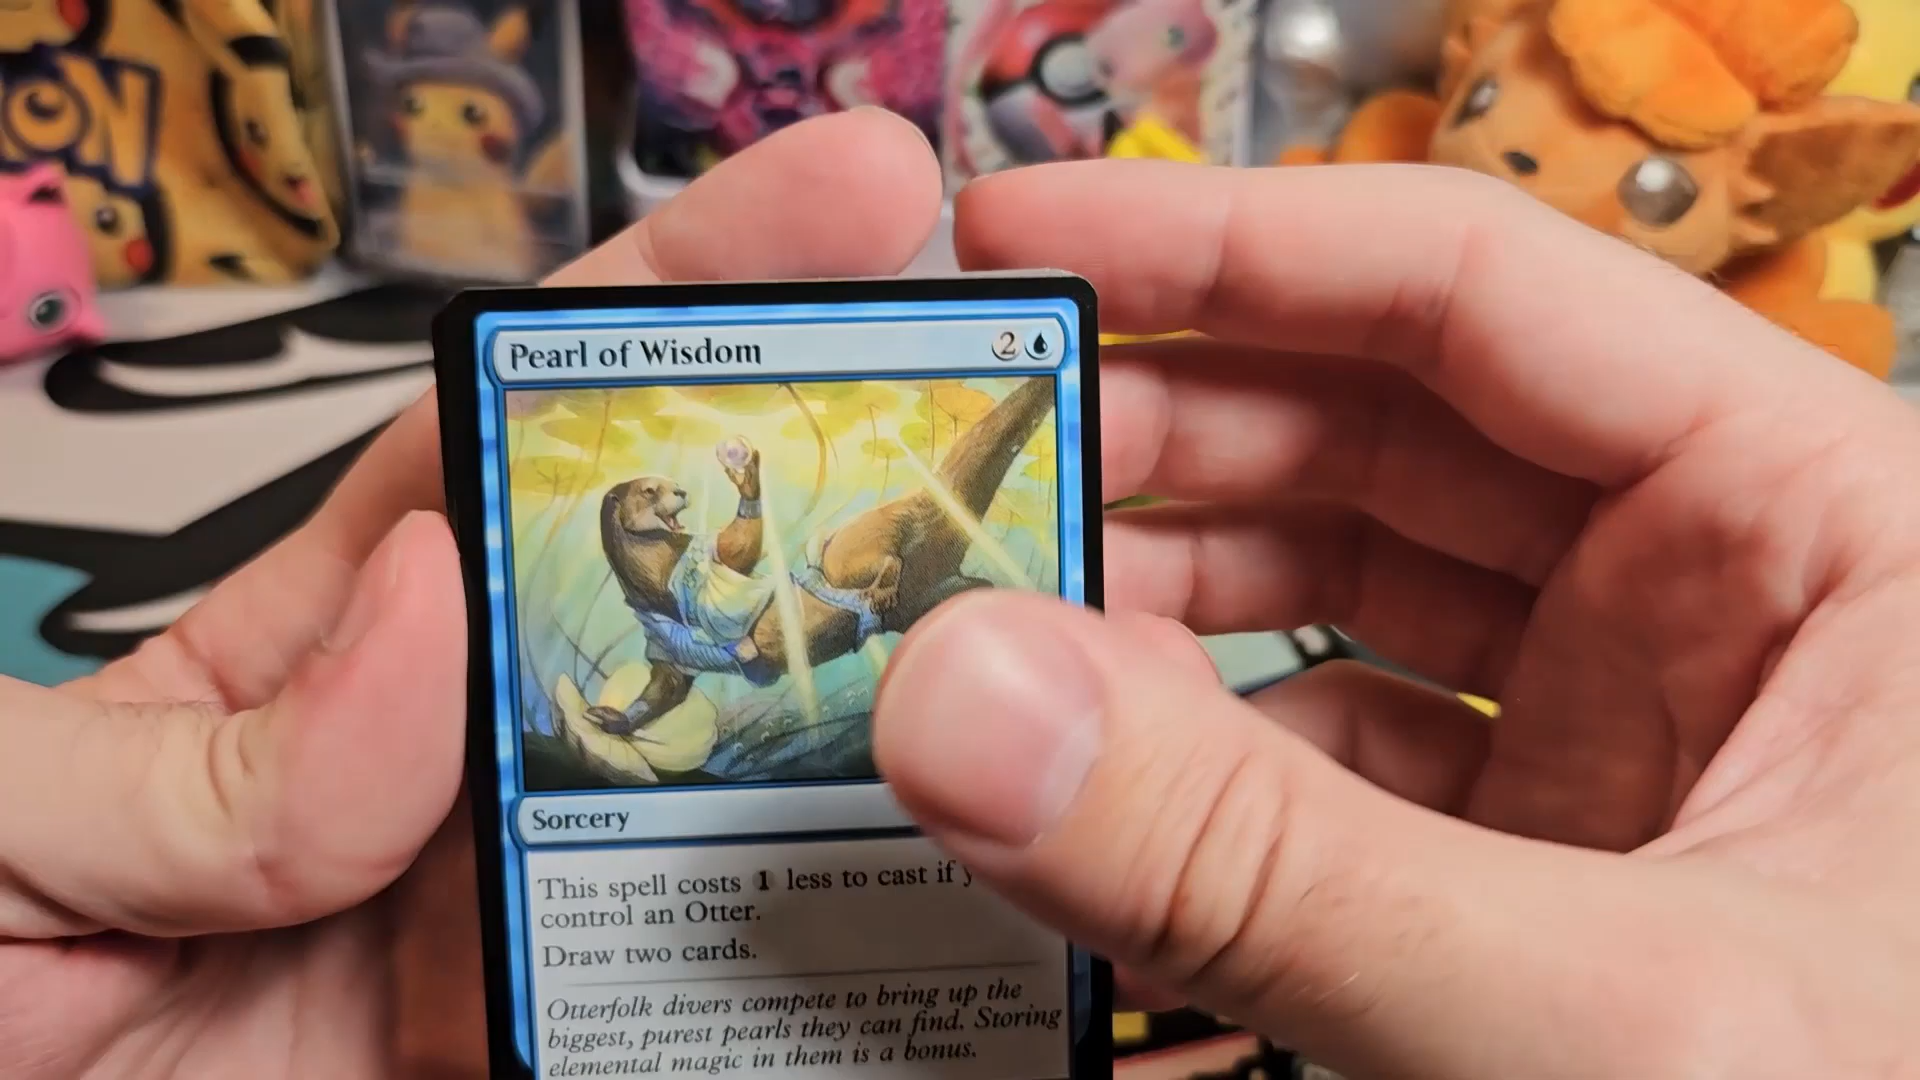 Pearl of Wisdom 2
Sorcery
This spell costs 1 less to cast if
control an Otter.
Draw two cards.
Otterfolk divers compete to bring up the
biggest, purest pearls they can find. Storing
elemental magic in them is a bonus.